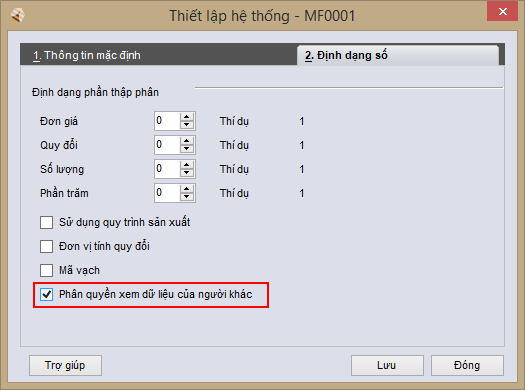 Thiết lập hệ thống - MF0001
1. Thông tin mặc định
2. Định dạng số
Định dạng phần thập phân
Đơn giá 0 Thí dụ 1
Quy đổi 0 Thí dụ 1
Số lượng 0 Thí dụ 1
Phần trăm 0 Thí dụ 1
Sử dụng quy trình sản xuất
Đơn vị tính quy đổi
Mã vạch
Phân quyền xem dữ liệu của người khác
Trợ giúp Lưu Đóng